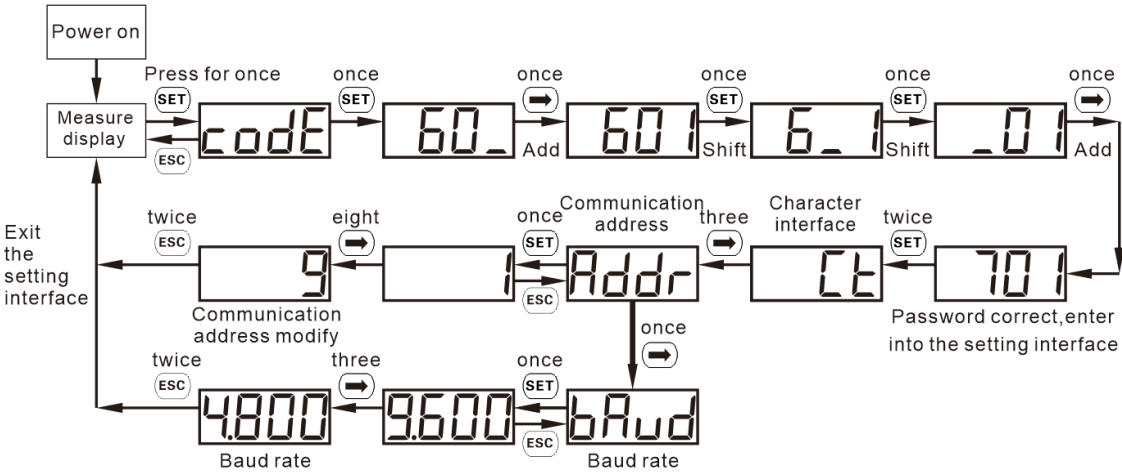 Power on
Press for once
once
once
once
once
once
SET
SET
→
SET
SET
→
Measure
display
codE
60_
601
6_1
_01
ESC
Add
Shift
Shift
Add
Exit
the
setting
interface
twice
eight
once
Communication
address
three
Character
interface
twice
ESC
→
SET
→
SET
9
1
Addr
Ct
701
ESC
Communication
address modify
Password correct,enter
into the setting interface
once
→
twice
three
once
ESC
→
SET
4.800
9.600
bAud
ESC
Baud rate
Baud rate